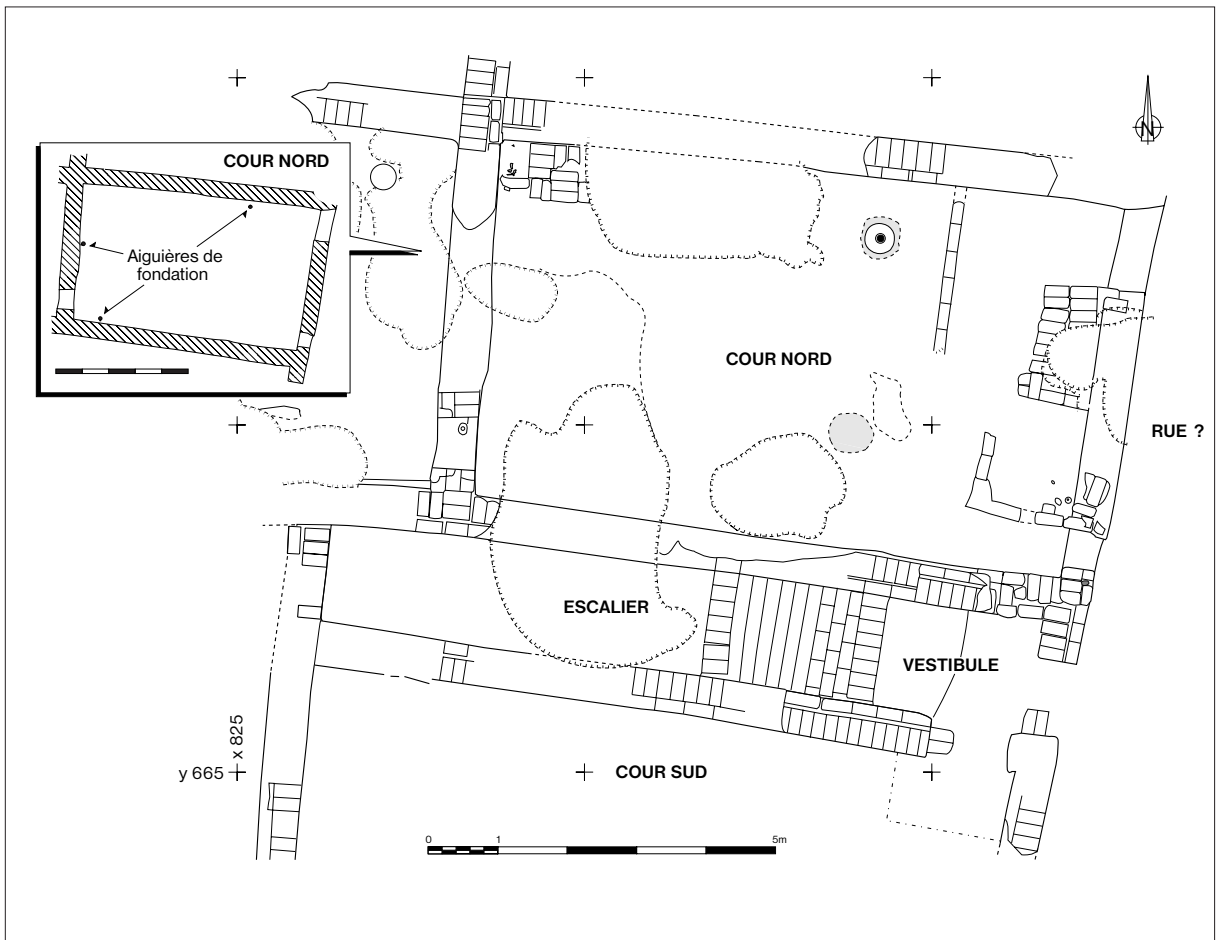 N
COUR NORD
Aiguières de
fondation
COUR NORD
RUE ?
ESCALIER
VESTIBULE
x 825
y 665
COUR SUD
0 1 5m